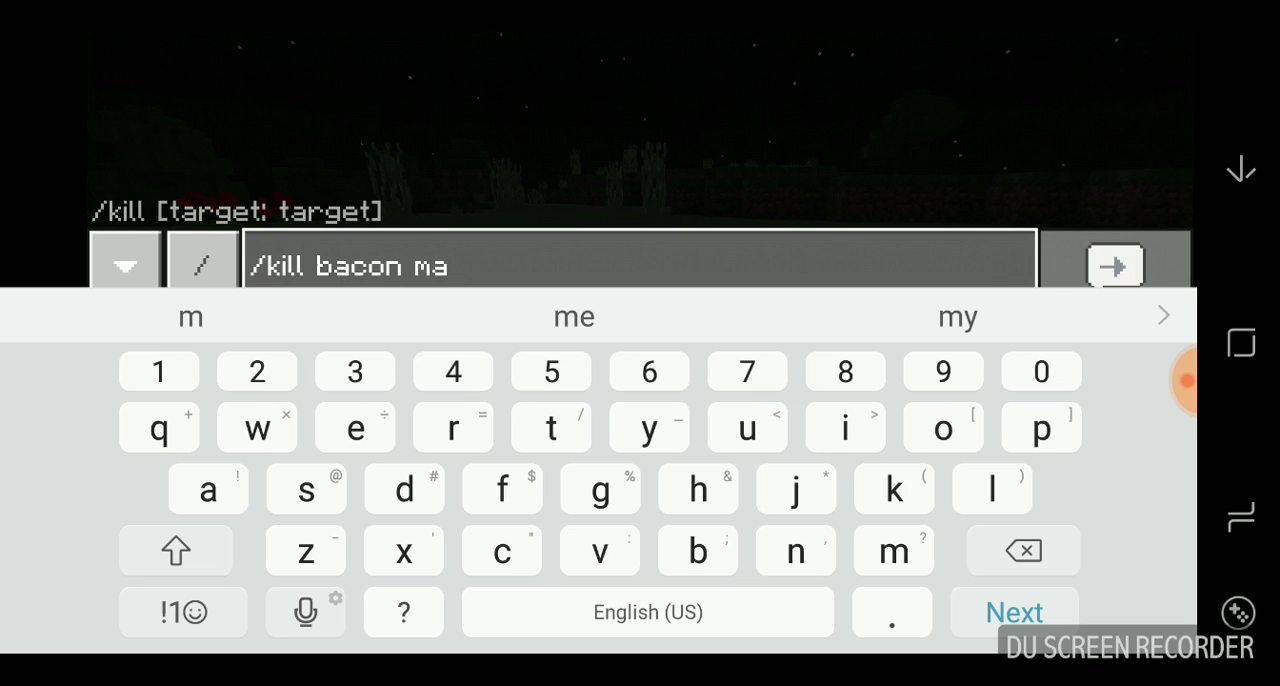 /kill [target: target]
/ /kill bacon ma
m me my >
1 2 3 4 5 6 7 8 9 0
q + w × e ÷ r = t / y _ u < i > o [ p ]
a ! s @ d # f $ g % h & j * k ( l )
z - x ' c " v : b ; n , m ?
!1☺ ? English (US) . Next
DU SCREEN RECORDER